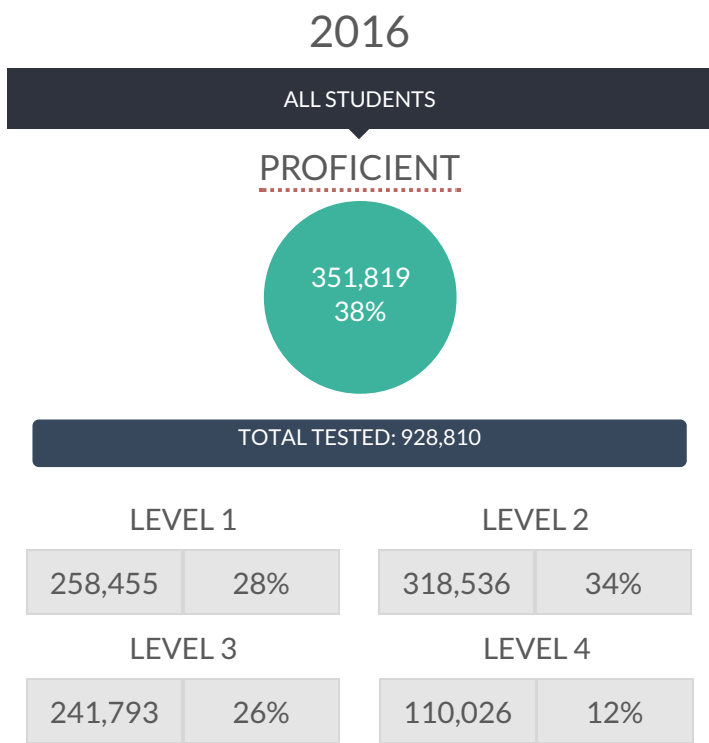 2016
ALL STUDENTS
PROFICIENT
351,819
38%
TOTAL TESTED: 928,810
LEVEL 1 LEVEL 2
258,455 28% 318,536 34%
LEVEL 3 LEVEL 4
241,793 26% 110,026 12%